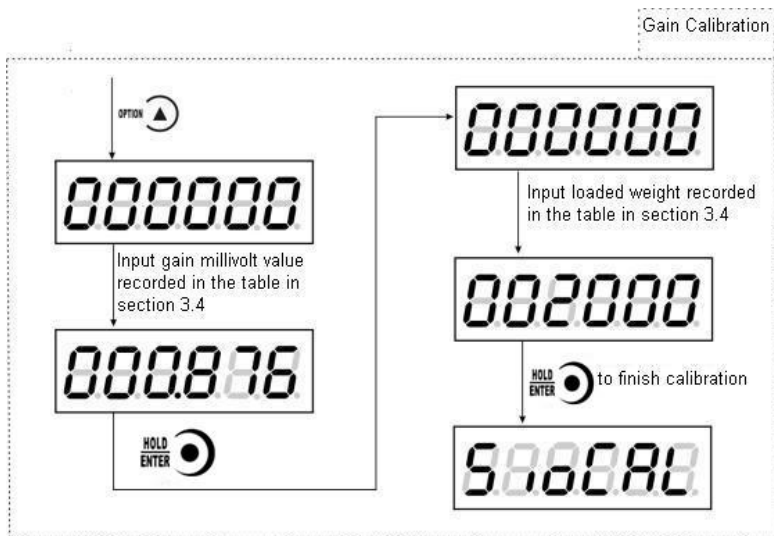 Gain Calibration
OPTION
000000
Input gain millivolt value
recorded in the table in
section 3.4
000.876
HOLD
ENTER
000000
Input loaded weight recorded
in the table in section 3.4
002000
HOLD
ENTER
to finish calibration
SioCAL